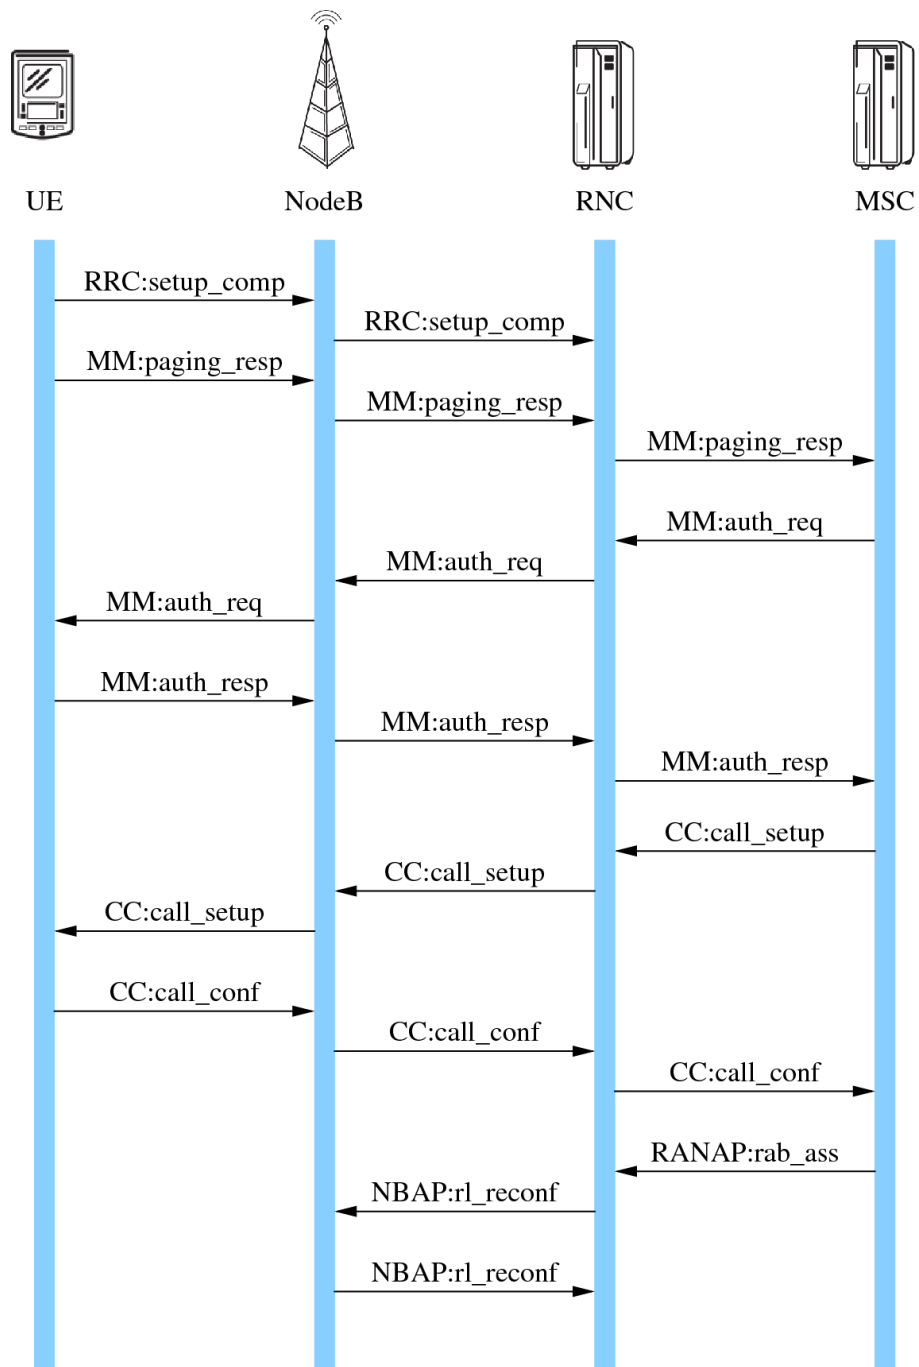 UE
NodeB
RNC
MSC
RRC:setup_comp
RRC:setup_comp
MM:paging_resp
MM:paging_resp
MM:paging_resp
MM:auth_req
MM:auth_req
MM:auth_req
MM:auth_resp
MM:auth_resp
MM:auth_resp
CC:call_setup
CC:call_setup
CC:call_setup
CC:call_conf
CC:call_conf
CC:call_conf
RANAP:rab_ass
NBAP:rl_reconf
NBAP:rl_reconf